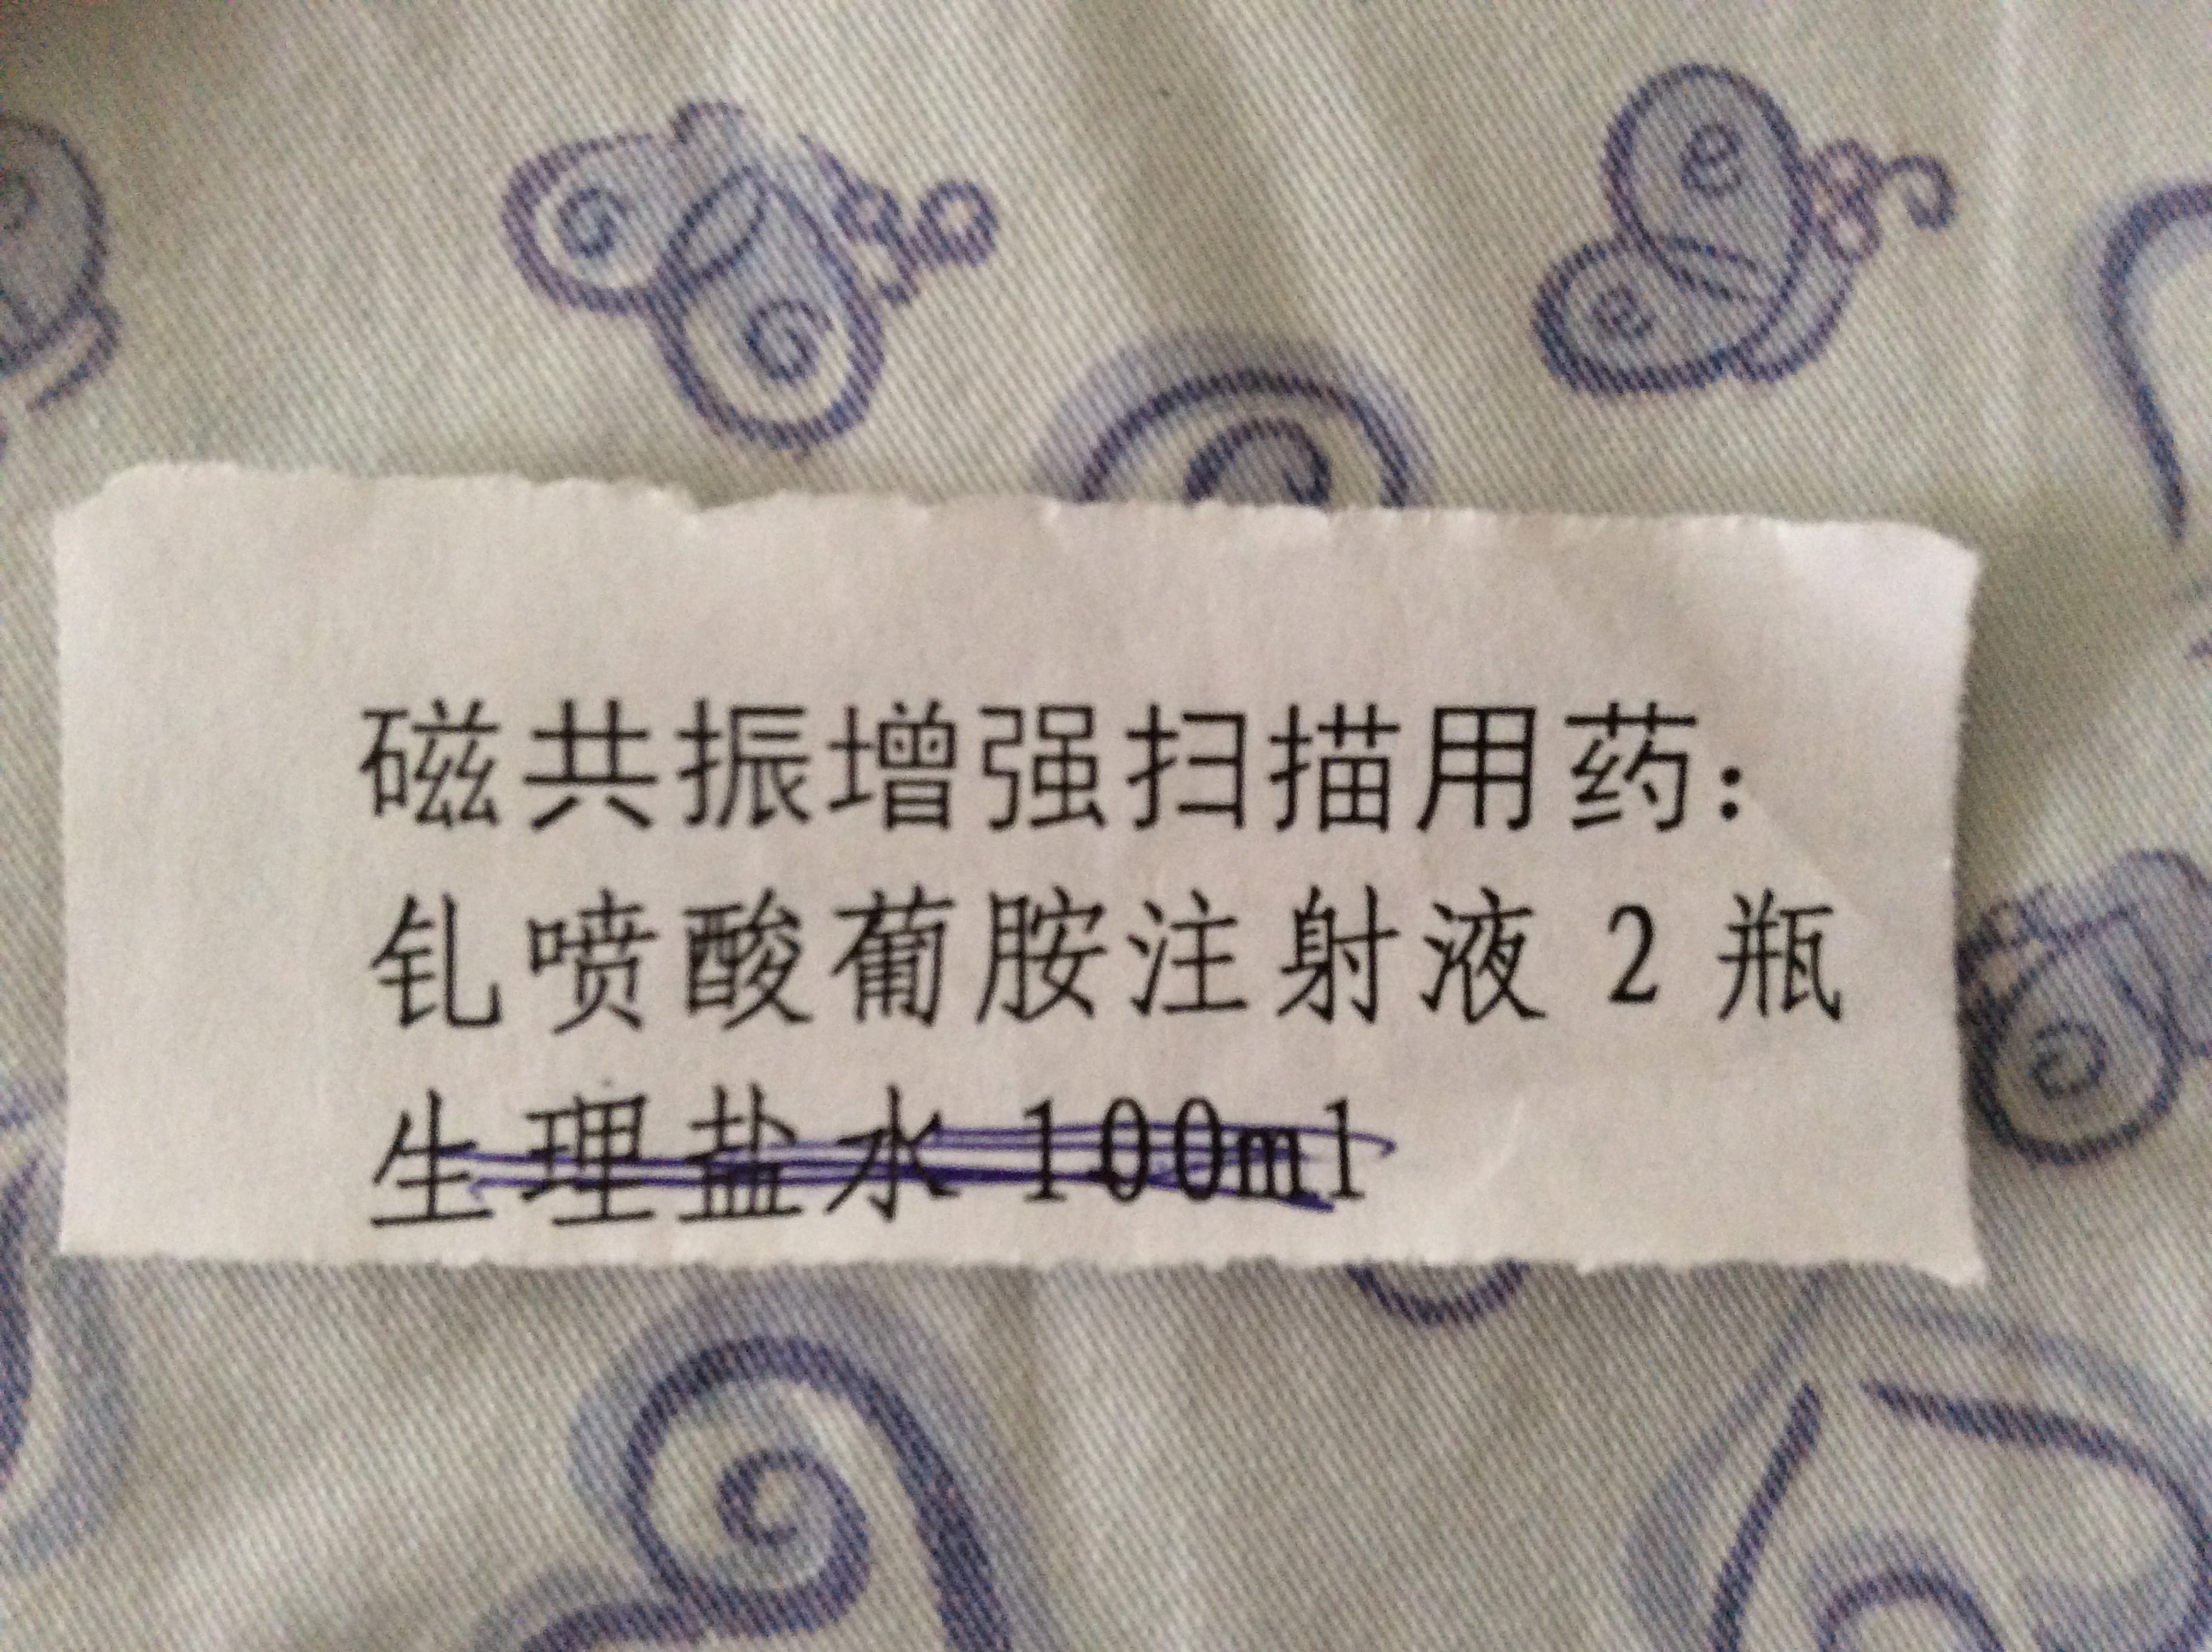 磁共振增强扫描用药：
钆喷酸葡胺注射液 2 瓶
生理盐水 100ml